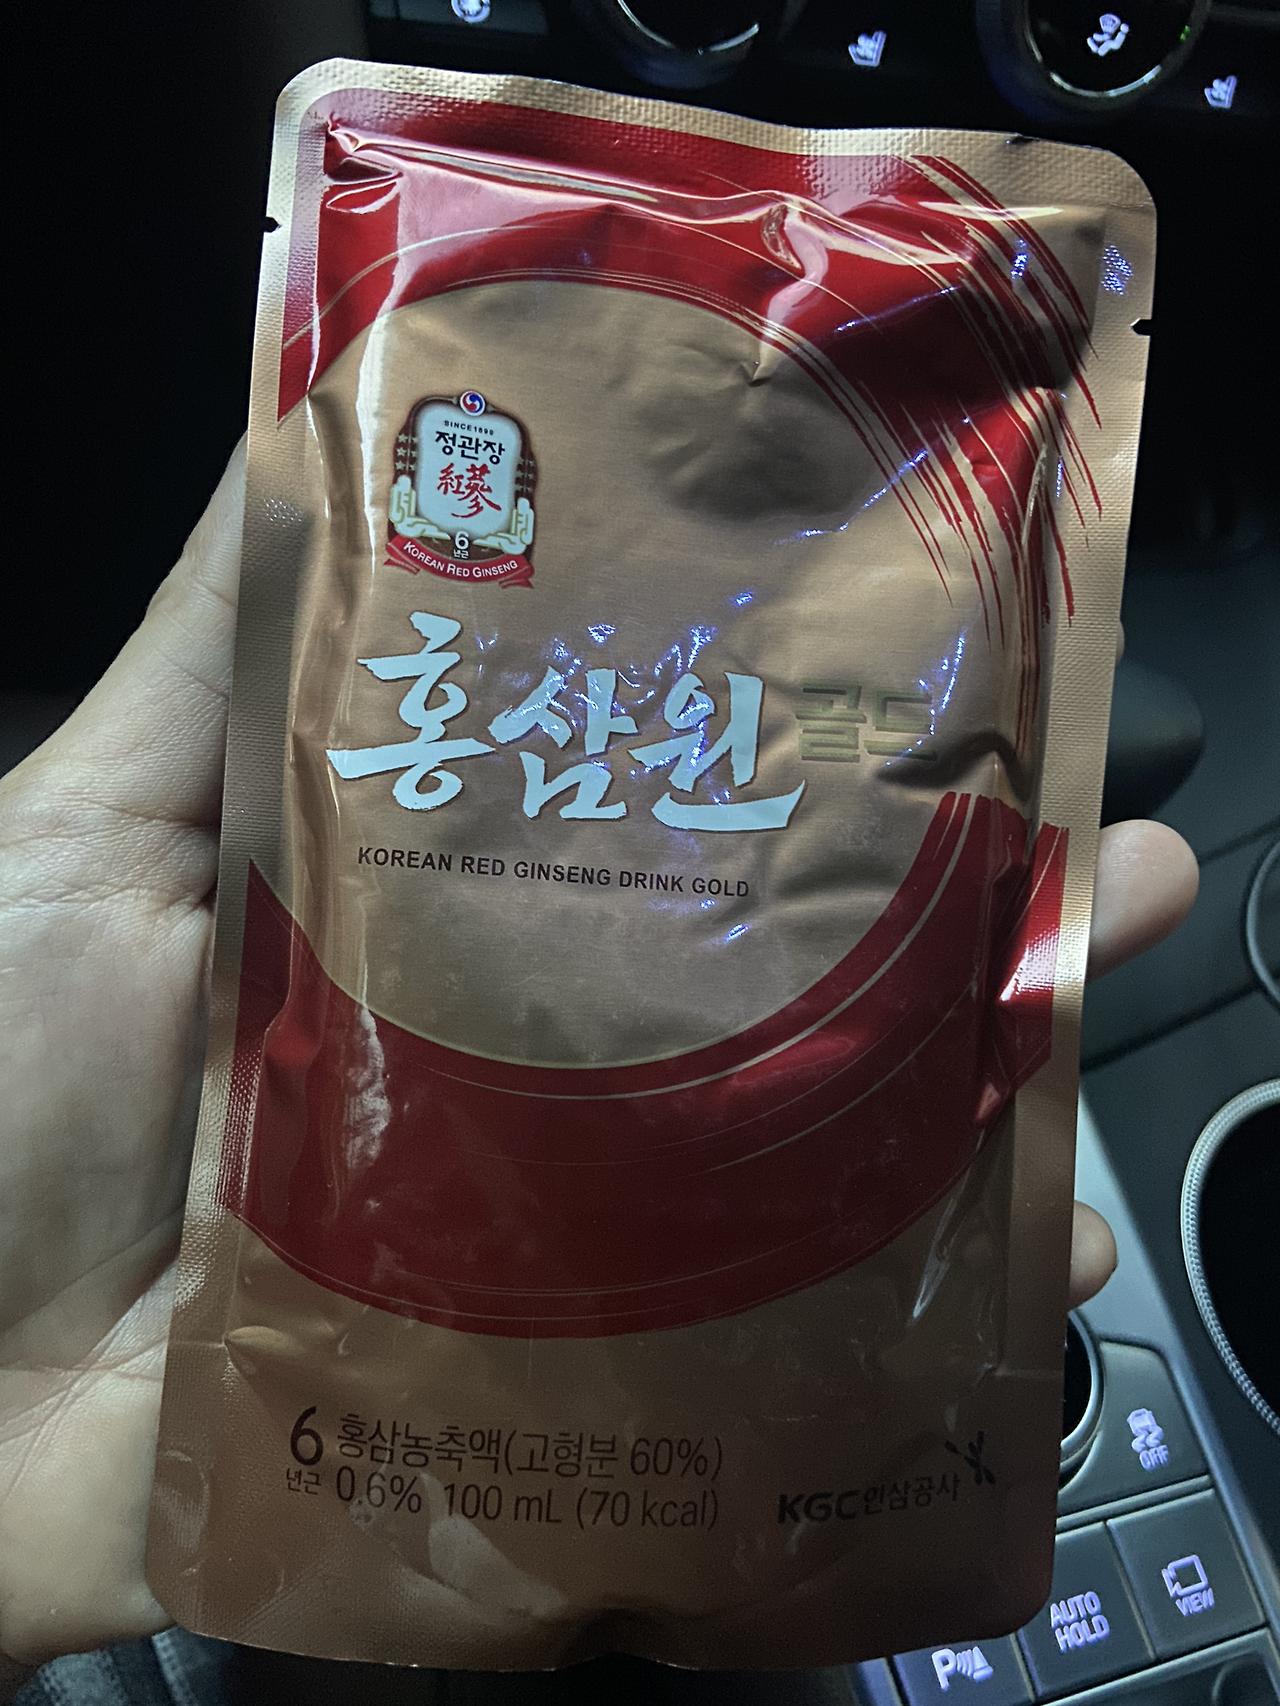 SINCE1899
정관장
紅蔘
6
년근
KOREAN RED GINSENG
홍삼원 골드
KOREAN RED GINSENG DRINK GOLD
6 홍삼농축액(고형분 60%)
년근 0.6% 100 mL (70 kcal)
KGC인삼공사
OFF
VIEW
AUTO
HOLD
P